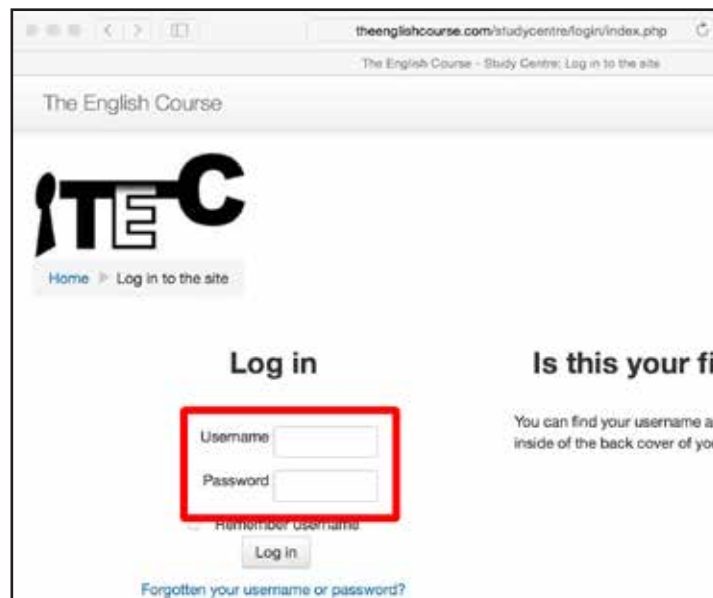 theenglishcourse.com/studycentre/login/index.php
The English Course - Study Centre: Log in to the site
The English Course
TEC
Home Log in to the site
Log in
Username
Password
Remember username
Log in
Forgotten your username or password?
Is this your
You can find your username
inside of the back cover of